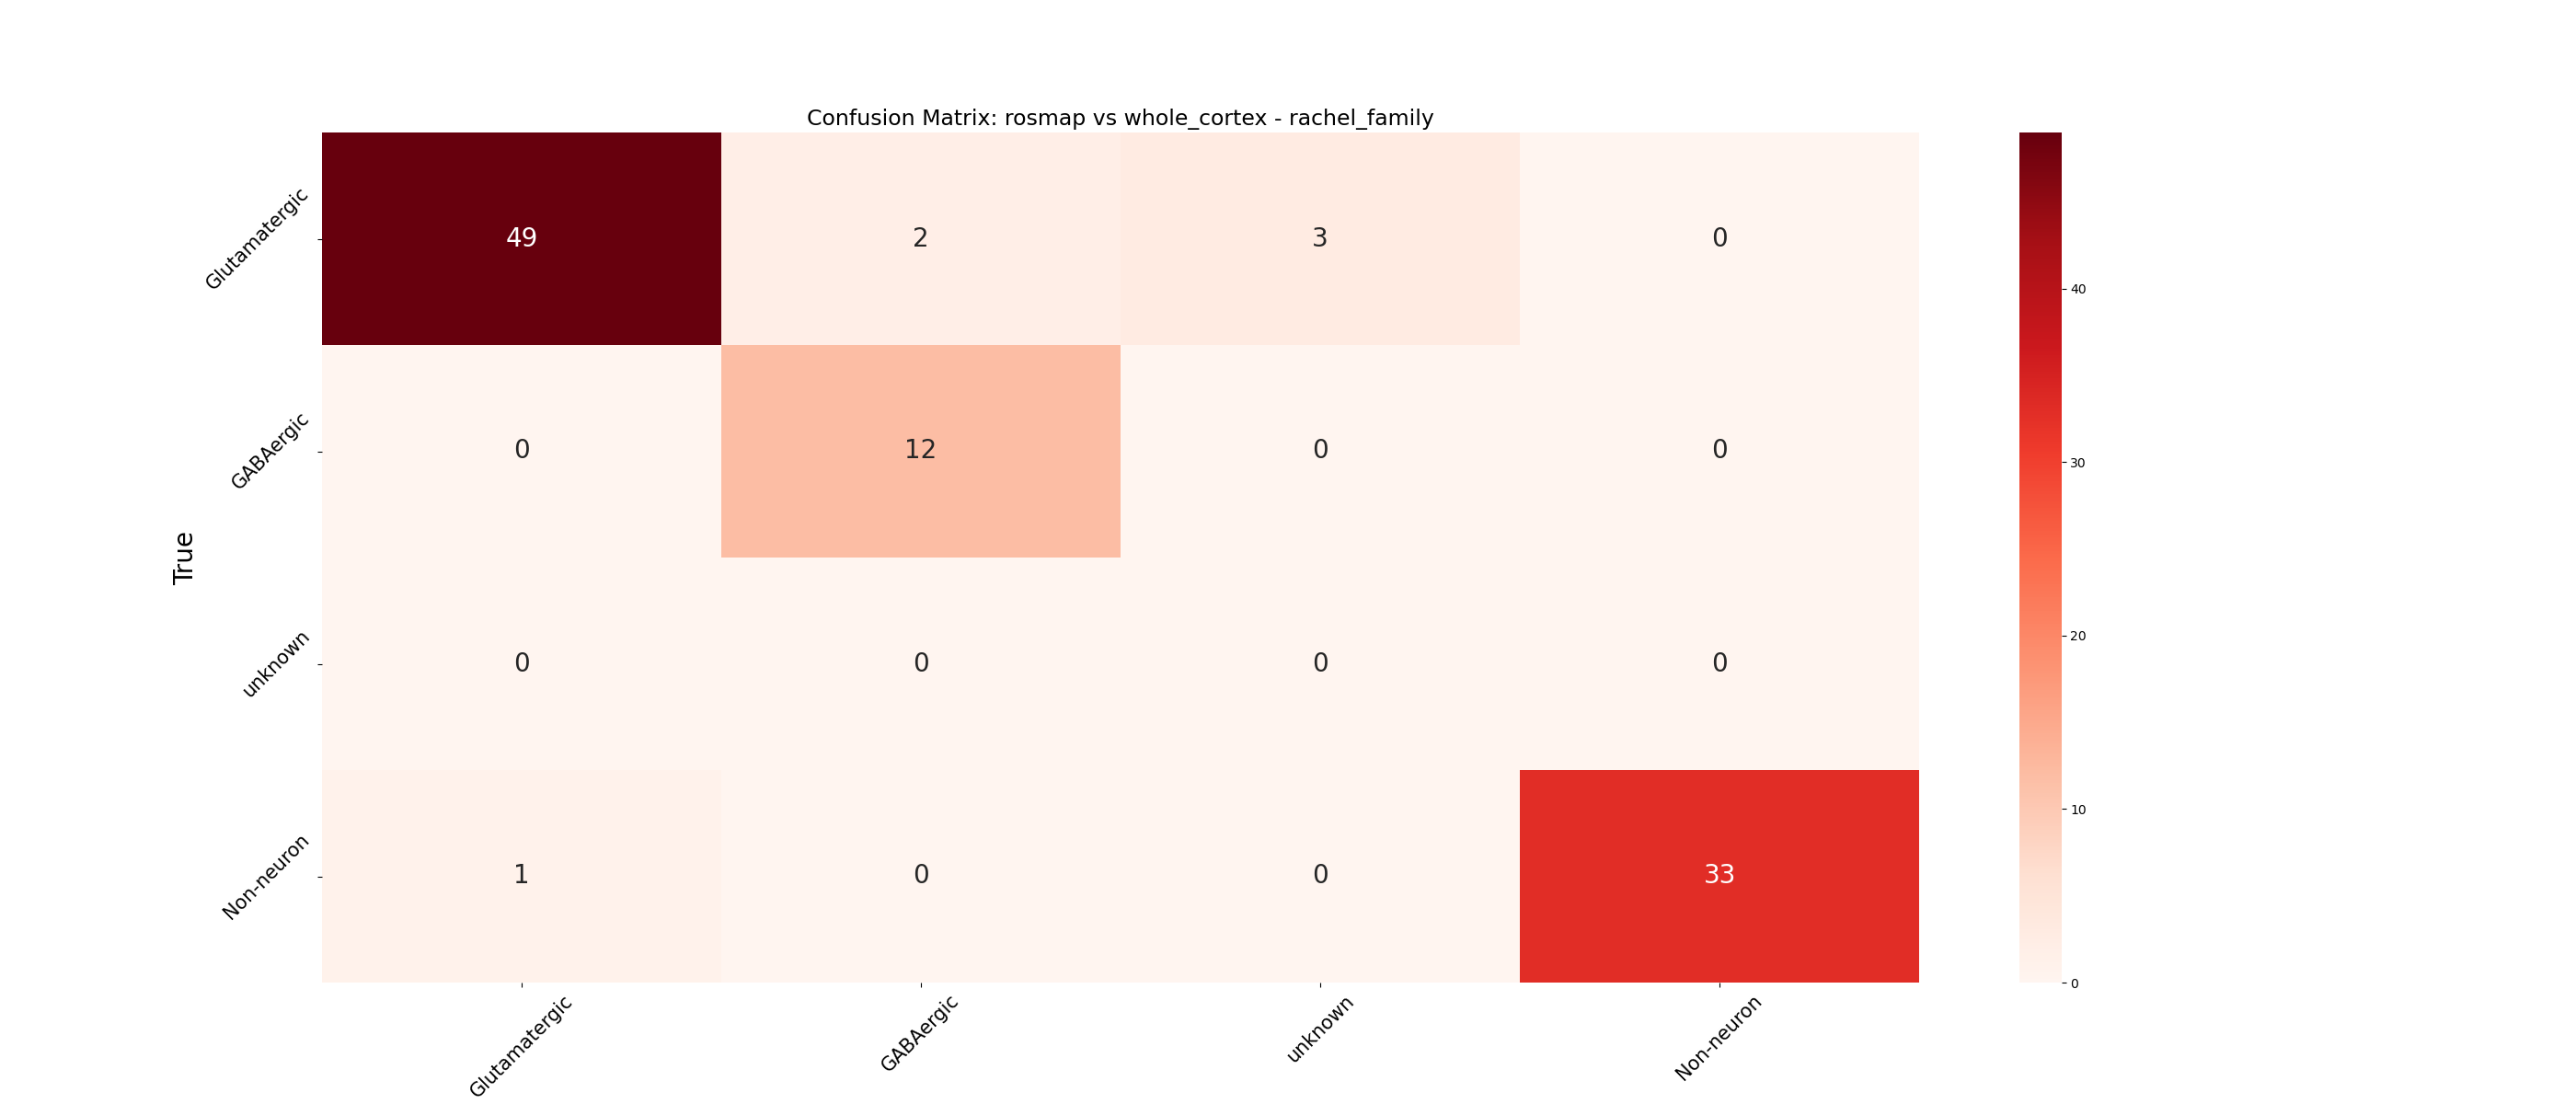 Confusion Matrix: rosmap vs whole_cortex - rachel_family
True
Glutamatergic
49 2 3 0
GABAergic
0 12 0 0
unknown
0 0 0 0
Non-neuron
1 0 0 33
Glutamatergic GABAergic unknown Non-neuron
40
30
20
10
0